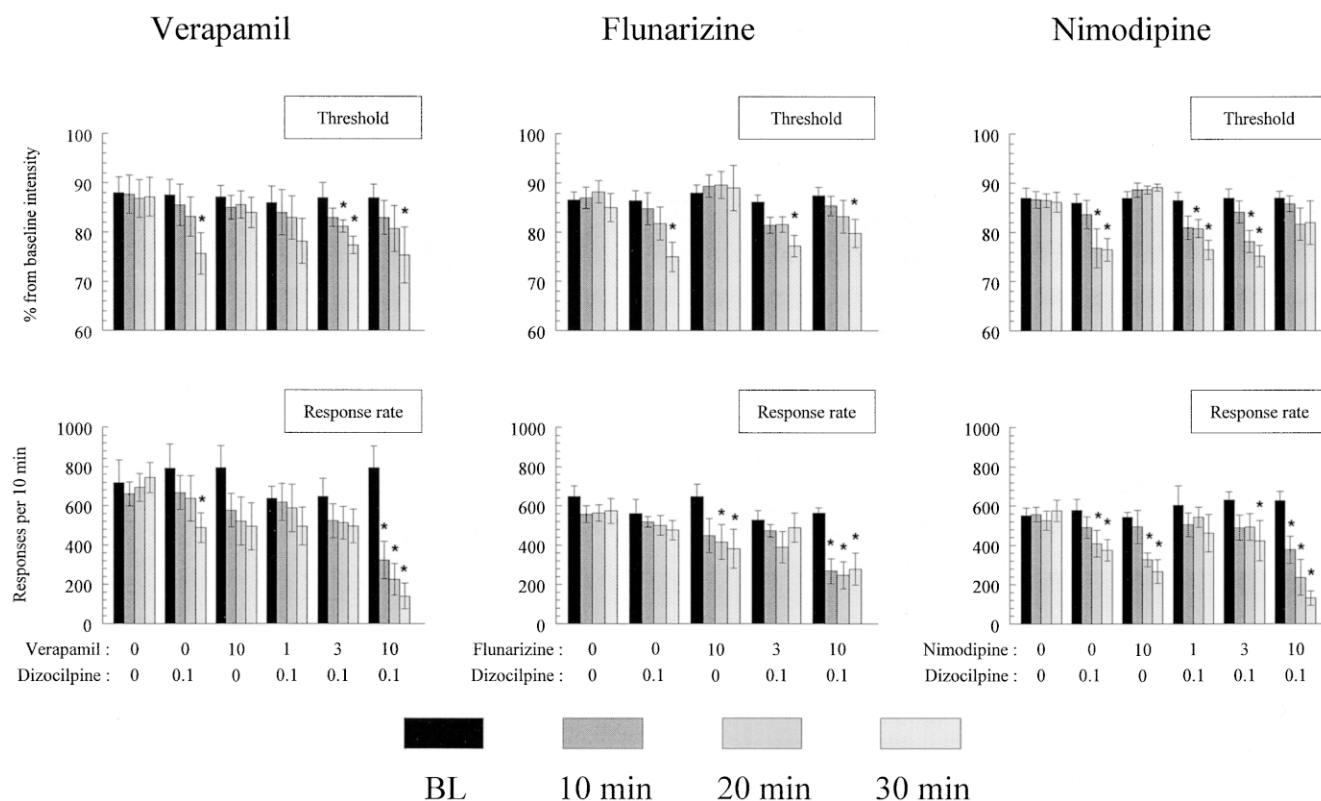 Verapamil Flunarizine Nimodipine
Threshold Threshold Threshold
% from baseline intensity
100 100 100
90 90 90
80 80 80
70 70 70
60 60 60
* * * * * * * * * * * * *
Response rate Response rate Response rate
Responses per 10 min
1000 1000 1000
800 800 800
600 600 600
400 400 400
200 200 200
0 0 0
* * * * * * * * * * * * * * * * *
Verapamil : 0 0 10 1 3 10 Flunarizine : 0 0 10 3 10 Nimodipine : 0 0 10 1 3 10
Dizocilpine : 0 0.1 0 0.1 0.1 0.1 Dizocilpine : 0 0.1 0 0.1 0.1 Dizocilpine : 0 0.1 0 0.1 0.1 0.1
BL 10 min 20 min 30 min